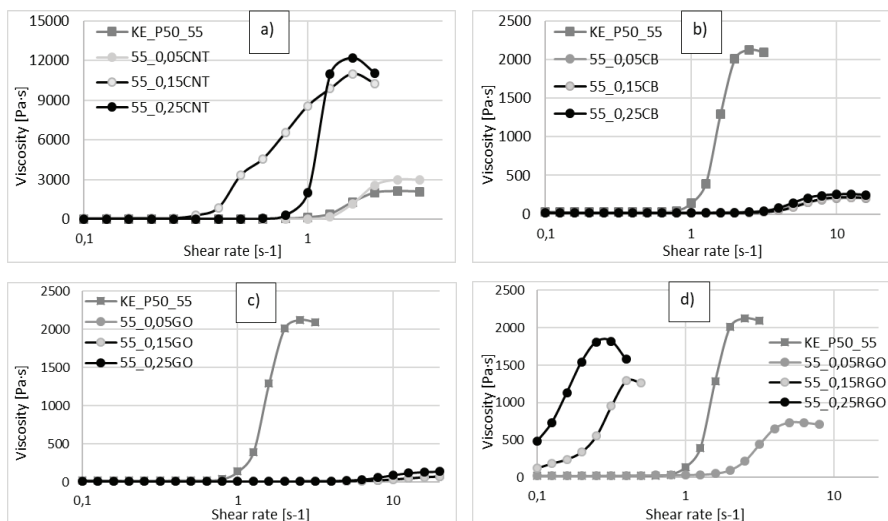 a)
Viscosity [Pa·s]
15000
12000
9000
6000
3000
0
KE_P50_55
55_0,05CNT
55_0,15CNT
55_0,25CNT
0,1
1
Shear rate [s-1]
b)
Viscosity [Pa·s]
2500
2000
1500
1000
500
0
KE_P50_55
55_0,05CB
55_0,15CB
55_0,25CB
0,1
1
10
Shear rate [s-1]
c)
Viscosity [Pa·s]
2500
2000
1500
1000
500
0
KE_P50_55
55_0,05GO
55_0,15GO
55_0,25GO
0,1
1
10
Shear rate [s-1]
d)
Viscosity [Pa·s]
2500
2000
1500
1000
500
0
KE_P50_55
55_0,05RGO
55_0,15RGO
55_0,25RGO
0,1
1
10
Shear rate [s-1]